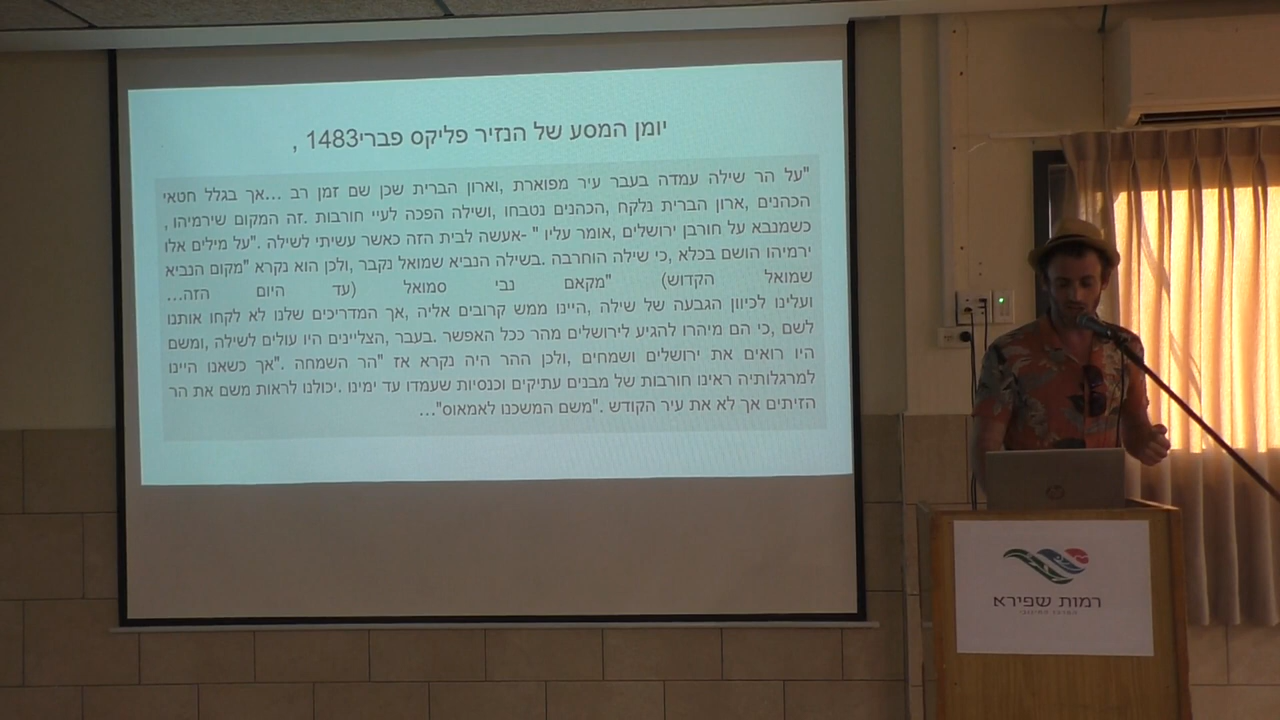 יומן המסע של הנזיר פליקס פברי1483 ,
"על הר שילה עמדה בעבר עיר מפוארת ,וארון הברית שכן שם זמן רב ...אך בגלל חטאי
הכהנים ,ארון הברית נלקח ,הכהנים נטבחו ,ושילה הפכה לעיי חורבות .זה המקום שירמיהו ,
כשמנבא על חורבן ירושלים ,אומר עליו " -אעשה לבית הזה כאשר עשיתי לשילה ."על מילים אלו
ירמיהו הושם בכלא ,כי שילה הוחרבה .בשילה הנביא שמואל נקבר ,ולכן הוא נקרא "מקום הנביא
שמואל הקדוש) "מקאם נבי סמואל (עד היום הזה...
ועלינו לכיוון הגבעה של שילה ,היינו ממש קרובים אליה ,אך המדריכים שלנו לא לקחו אותנו
לשם ,כי הם מיהרו להגיע לירושלים מהר ככל האפשר .בעבר ,הצליינים היו עולים לשילה ,ומשם
היו רואים את ירושלים ושמחים ,ולכן ההר היה נקרא אז "הר השמחה ."אך כשאנו היינו
למרגלותיה ראינו חורבות של מבנים עתיקים וכנסיות שעמדו עד ימינו .יכולנו לראות משם את הר
הזיתים אך לא את עיר הקודש ."משם המשכנו לאמאוס"...
רמות שפירא